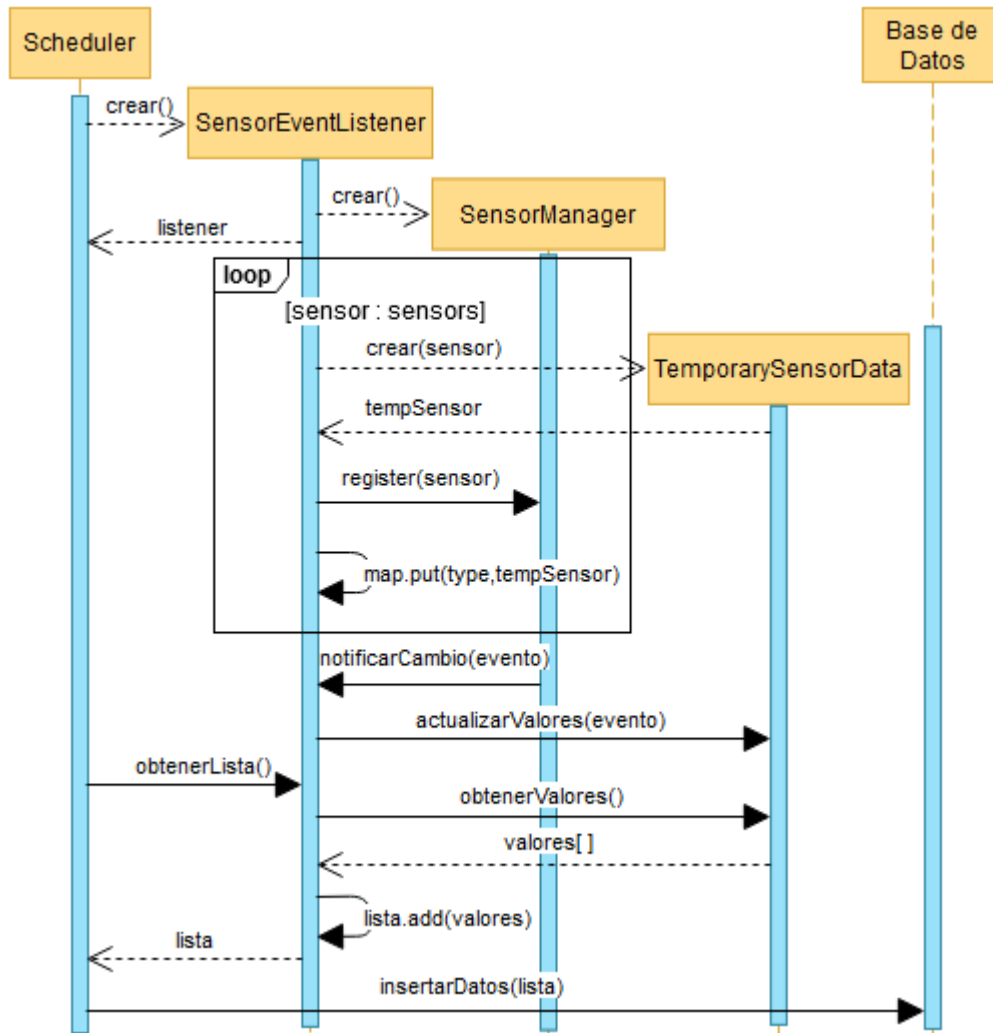 Scheduler
Base de
Datos
crear()
SensorEventListener
crear()
SensorManager
listener
loop
[sensor : sensors]
crear(sensor)
TemporarySensorData
tempSensor
register(sensor)
map.put(type,tempSensor)
notificarCambio(evento)
actualizarValores(evento)
obtenerLista()
obtenerValores()
valores[ ]
lista.add(valores)
lista
insertarDatos(lista)